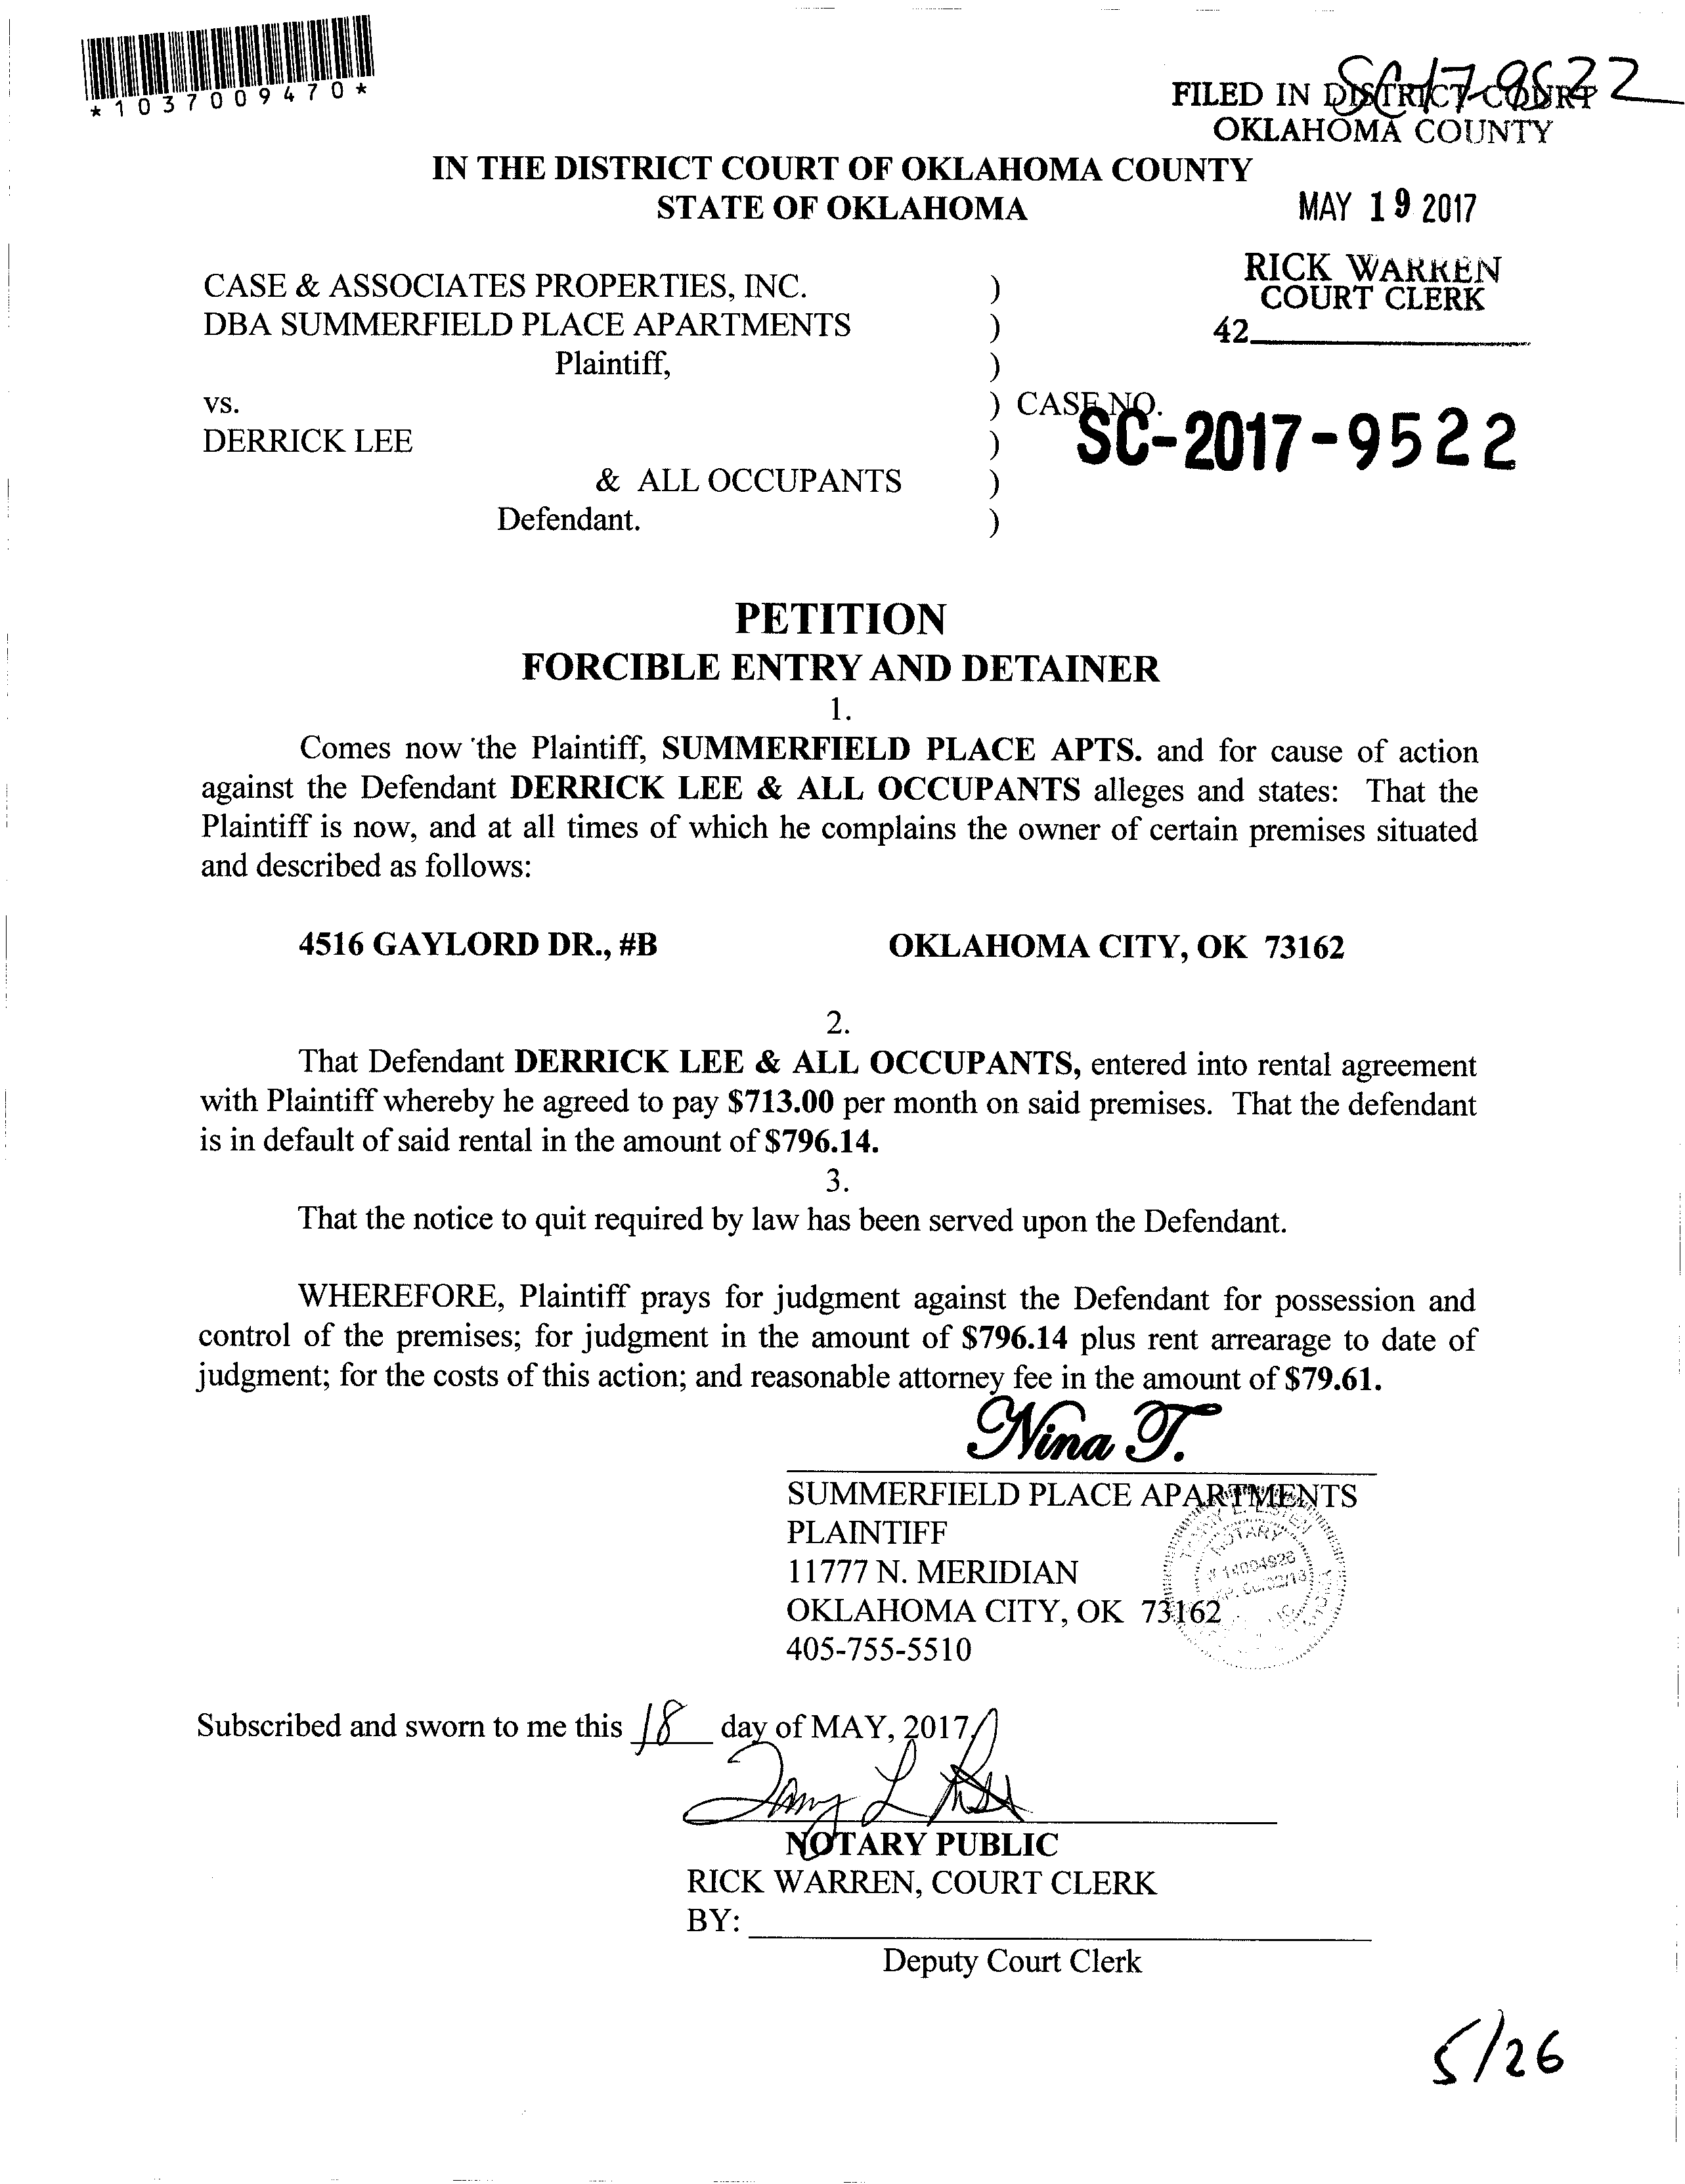 *1037009470*
SC-17-9522
FILED IN DISTRICT COURT
OKLAHOMA COUNTY
IN THE DISTRICT COURT OF OKLAHOMA COUNTY
STATE OF OKLAHOMA
MAY 19 2017
RICK WARREN
COURT CLERK
42
CASE & ASSOCIATES PROPERTIES, INC. )
DBA SUMMERFIELD PLACE APARTMENTS )
Plaintiff, )
vs. ) CASE NO.
SC-2017-9522
DERRICK LEE )
& ALL OCCUPANTS )
Defendant. )
PETITION
FORCIBLE ENTRY AND DETAINER
1.
Comes now the Plaintiff, SUMMERFIELD PLACE APTS. and for cause of action
against the Defendant DERRICK LEE & ALL OCCUPANTS alleges and states: That the
Plaintiff is now, and at all times of which he complains the owner of certain premises situated
and described as follows:
4516 GAYLORD DR., #B OKLAHOMA CITY, OK 73162
2.
That Defendant DERRICK LEE & ALL OCCUPANTS, entered into rental agreement
with Plaintiff whereby he agreed to pay $713.00 per month on said premises. That the defendant
is in default of said rental in the amount of $796.14.
3.
That the notice to quit required by law has been served upon the Defendant.
WHEREFORE, Plaintiff prays for judgment against the Defendant for possession and
control of the premises; for judgment in the amount of $796.14 plus rent arrearage to date of
judgment; for the costs of this action; and reasonable attorney fee in the amount of $79.61.
Nina T.
SUMMERFIELD PLACE APARTMENTS
PLAINTIFF
11777 N. MERIDIAN
OKLAHOMA CITY, OK 73162
405-755-5510
NOTARY
# 14004926
Subscribed and sworn to me this 18 day of MAY, 2017
NOTARY PUBLIC
RICK WARREN, COURT CLERK
BY:
Deputy Court Clerk
5/26